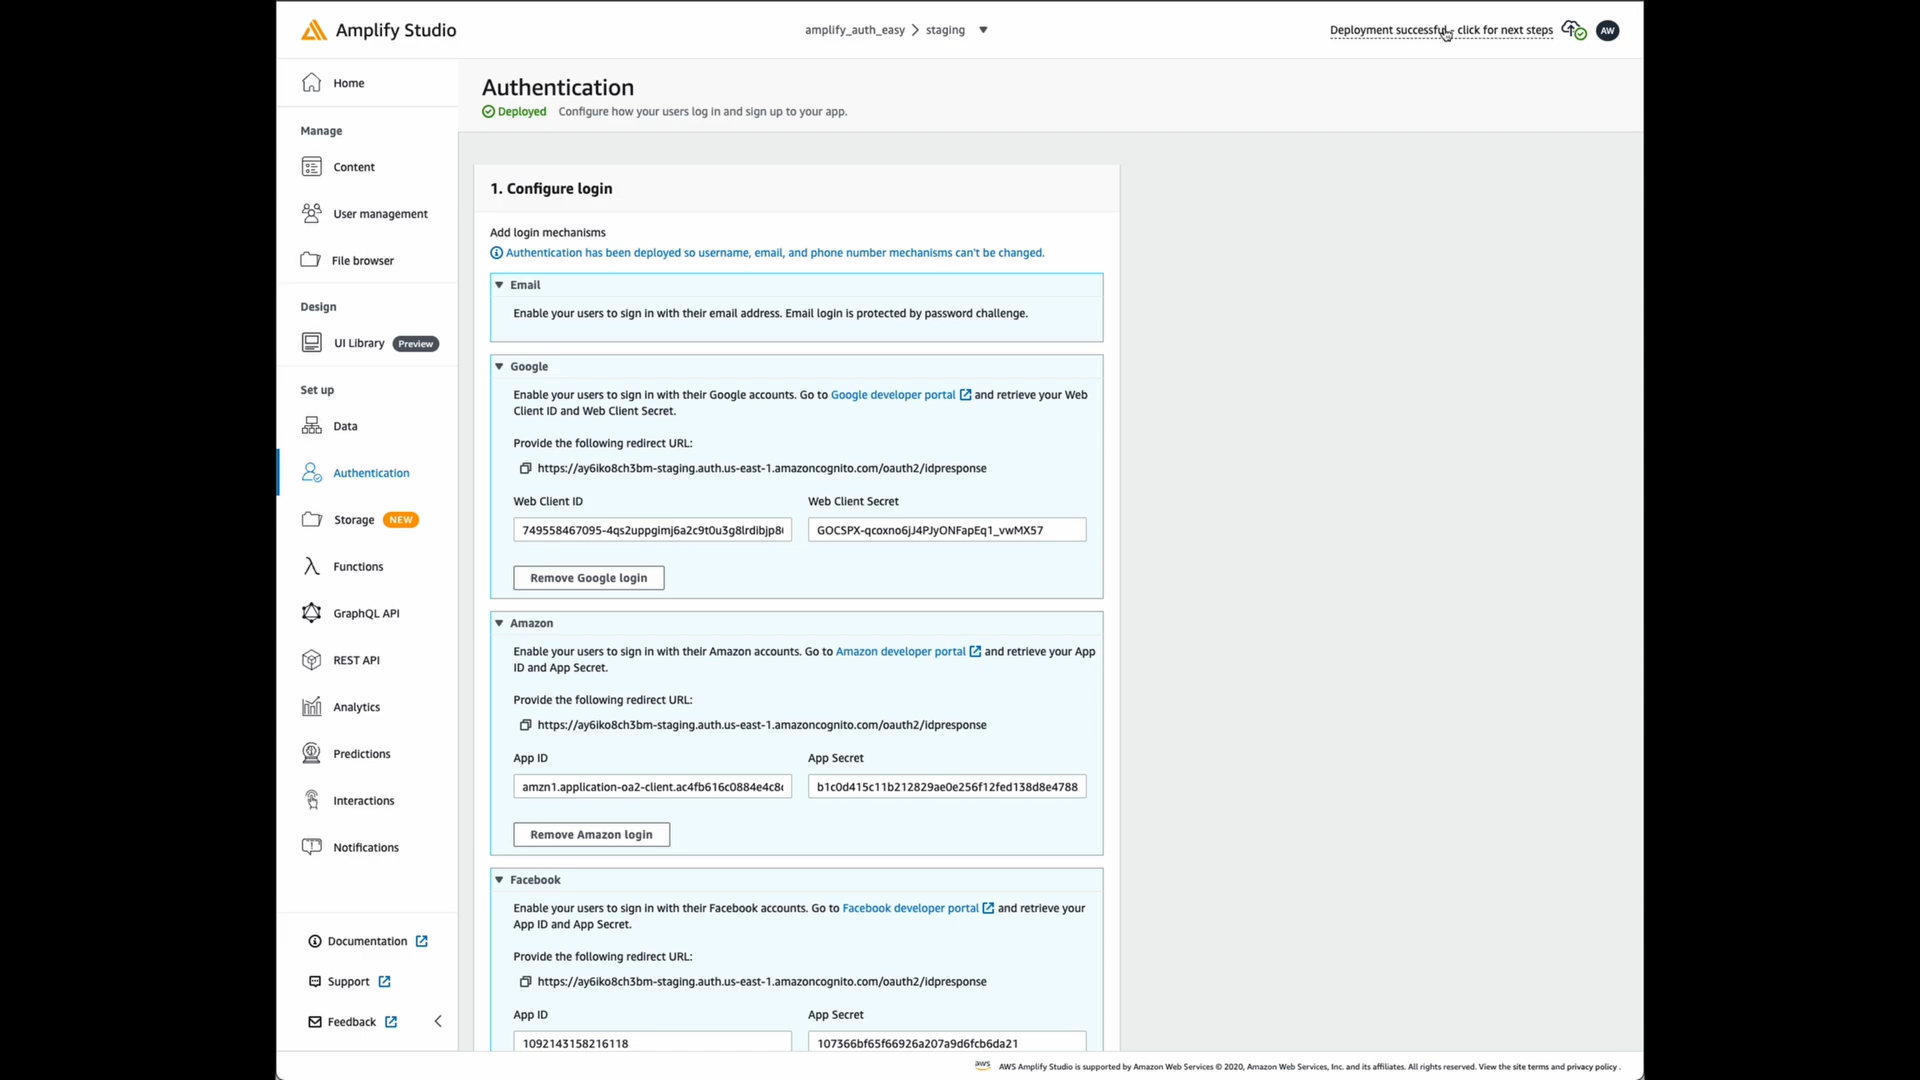 Amplify Studio
amplify_auth_easy > staging
Deployment successful - click for next steps
AW
Home
Manage
Content
User management
File browser
Design
UI Library Preview
Set up
Data
Authentication
Storage NEW
Functions
GraphQL API
REST API
Analytics
Predictions
Interactions
Notifications
Documentation
Support
Feedback
Authentication
Deployed Configure how your users log in and sign up to your app.
1. Configure login
Add login mechanisms
Authentication has been deployed so username, email, and phone number mechanisms can't be changed.
Email
Enable your users to sign in with their email address. Email login is protected by password challenge.
Google
Enable your users to sign in with their Google accounts. Go to Google developer portal and retrieve your Web
Client ID and Web Client Secret.
Provide the following redirect URL:
https://ay6iko8ch3bm-staging.auth.us-east-1.amazoncognito.com/oauth2/idpresponse
Web Client ID Web Client Secret
749558467095-4qs2uppgimj6a2c9t0u3g8lrdibjp8 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
Remove Google login
Amazon
Enable your users to sign in with their Amazon accounts. Go to Amazon developer portal and retrieve your App
ID and App Secret.
Provide the following redirect URL:
https://ay6iko8ch3bm-staging.auth.us-east-1.amazoncognito.com/oauth2/idpresponse
App ID App Secret
amzn1.application-oa2-client.ac4fb616c0884e4c8 b1c0d415c11b212829ae0e256f12fed138d8e4788
Remove Amazon login
Facebook
Enable your users to sign in with their Facebook accounts. Go to Facebook developer portal and retrieve your
App ID and App Secret.
Provide the following redirect URL:
https://ay6iko8ch3bm-staging.auth.us-east-1.amazoncognito.com/oauth2/idpresponse
App ID App Secret
1092143158216118 107366bf65f66926a207a9d6fcb6da21
aws AWS Amplify Studio is supported by Amazon Web Services © 2020, Amazon Web Services, Inc. and its affiliates. All rights reserved. View the site terms and privacy policy .